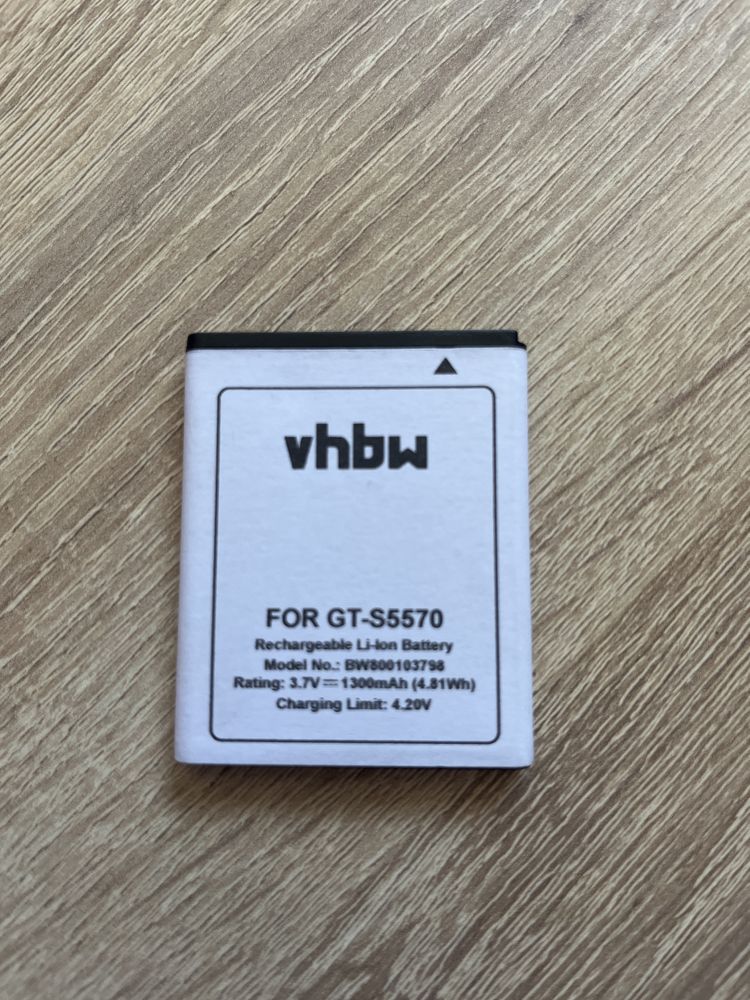 vhbw
FOR GT-S5570
Rechargeable Li-Ion Battery
Model No.: BW800103798
Rating: 3.7V ⎓ 1300mAh (4.81Wh)
Charging Limit: 4.20V